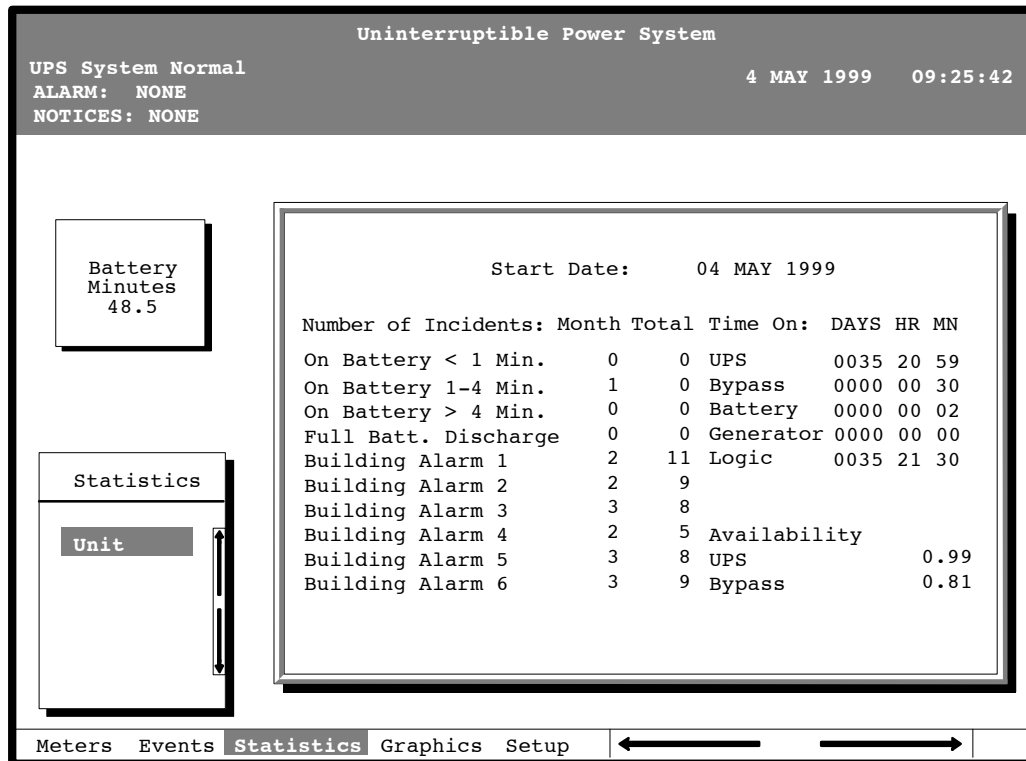 Uninterruptible Power System
UPS System Normal
4 MAY 1999 09:25:42
ALARM: NONE
NOTICES: NONE
Battery
Minutes
48.5
Start Date: 04 MAY 1999
Number of Incidents: Month Total Time On: DAYS HR MN
On Battery < 1 Min. 0 0 UPS 0035 20 59
On Battery 1-4 Min. 1 0 Bypass 0000 00 30
On Battery > 4 Min. 0 0 Battery 0000 00 02
Full Batt. Discharge 0 0 Generator 0000 00 00
Building Alarm 1 2 11 Logic 0035 21 30
Building Alarm 2 2 9
Building Alarm 3 3 8
Building Alarm 4 2 5 Availability
Building Alarm 5 3 8 UPS 0.99
Building Alarm 6 3 9 Bypass 0.81
Statistics
Unit
Meters Events Statistics Graphics Setup